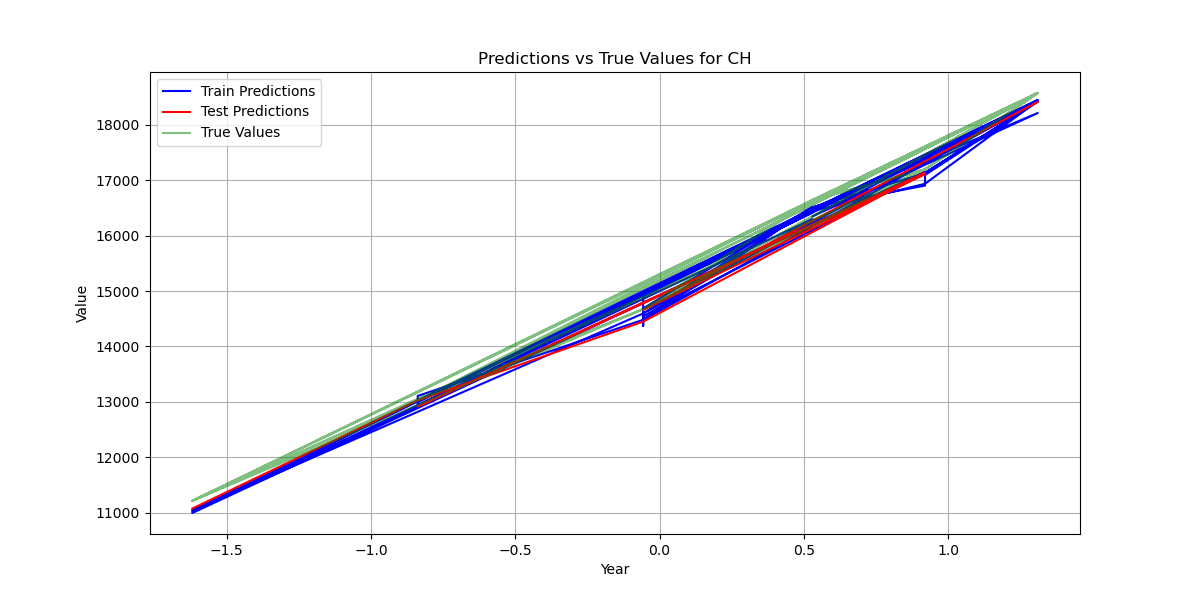 Predictions vs True Values for CH
Train Predictions
Test Predictions
True Values
Value
18000
17000
16000
15000
14000
13000
12000
11000
−1.5 −1.0 −0.5 0.0 0.5 1.0
Year